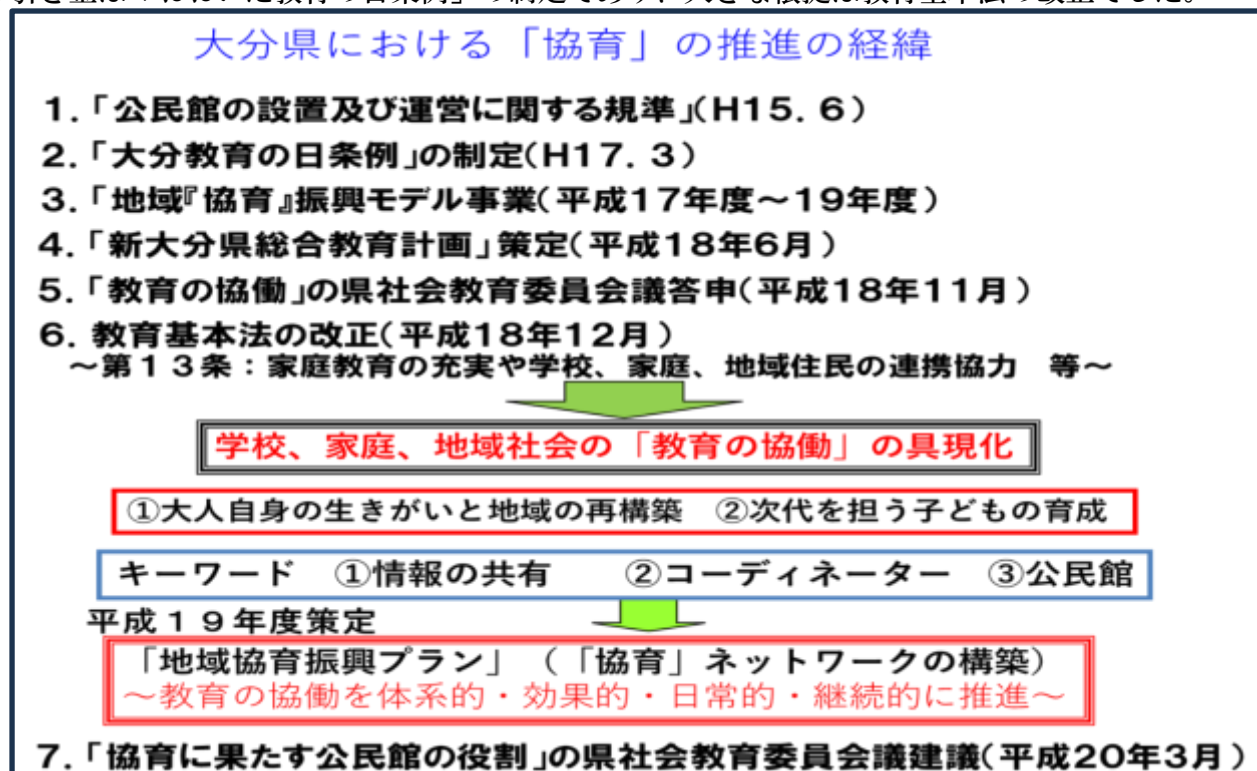 大分県における「協育」の推進の経緯
1.「公民館の設置及び運営に関する規準」(H15.6)
2.「大分教育の日条例」の制定(H17.3)
3.「地域『協育』振興モデル事業(平成17年度~19年度)
4.「新大分県総合教育計画」策定(平成18年6月)
5.「教育の協働」の県社会教育委員会議答申(平成18年11月)
6. 教育基本法の改正(平成18年12月)
~第13条:家庭教育の充実や学校、家庭、地域住民の連携協力 等~
学校、家庭、地域社会の「教育の協働」の具現化
①大人自身の生きがいと地域の再構築 ②次代を担う子どもの育成
キーワード ①情報の共有 ②コーディネーター ③公民館
平成19年度策定
「地域協育振興プラン」(「協育」ネットワークの構築)
~教育の協働を体系的・効果的・日常的・継続的に推進~
7.「協育に果たす公民館の役割」の県社会教育委員会議建議(平成20年3月)